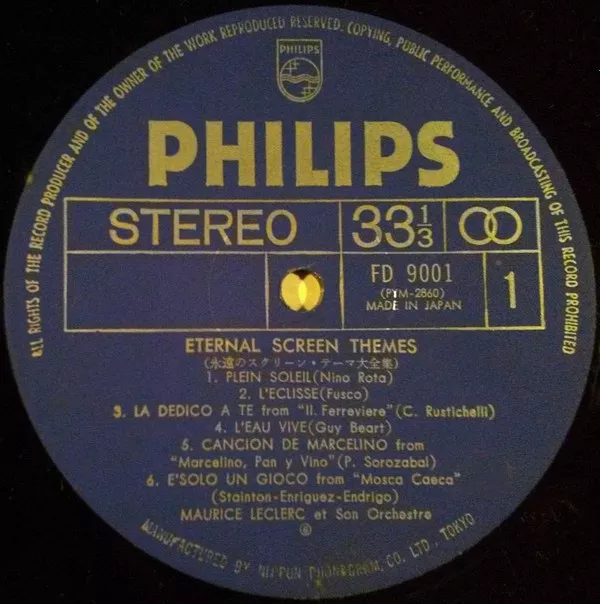 ALL RIGHTS OF THE RECORD PRODUCER AND OF THE OWNER OF THE WORK REPRODUCED RESERVED. COPYING, PUBLIC PERFORMANCE AND BROADCASTING OF THIS RECORD PROHIBITED
PHILIPS
PHILIPS
STEREO
33⅓
FD 9001
(PYM-2860)
MADE IN JAPAN
1
ETERNAL SCREEN THEMES
(永遠のスクリーン・テーマ大全集)
1. PLEIN SOLEIL(Nino Rota)
2. L'ECLISSE(Fusco)
3. LA DEDICO A TE from "IL Ferreviere" (C. Rustichelli)
4. L'EAU VIVE(Guy Beart)
5. CANCION DE MARCELINO from
"Marcelino, Pan y Vino" (P. Sorozabal)
6. E'SOLO UN GIOCO from "Mosca Caeca"
(Stainton-Enriguez-Endrigo)
MAURICE LECLERC et Son Orchestre
MANUFACTURED BY NIPPON PHONOGRAM, CO. LTD., TOKYO